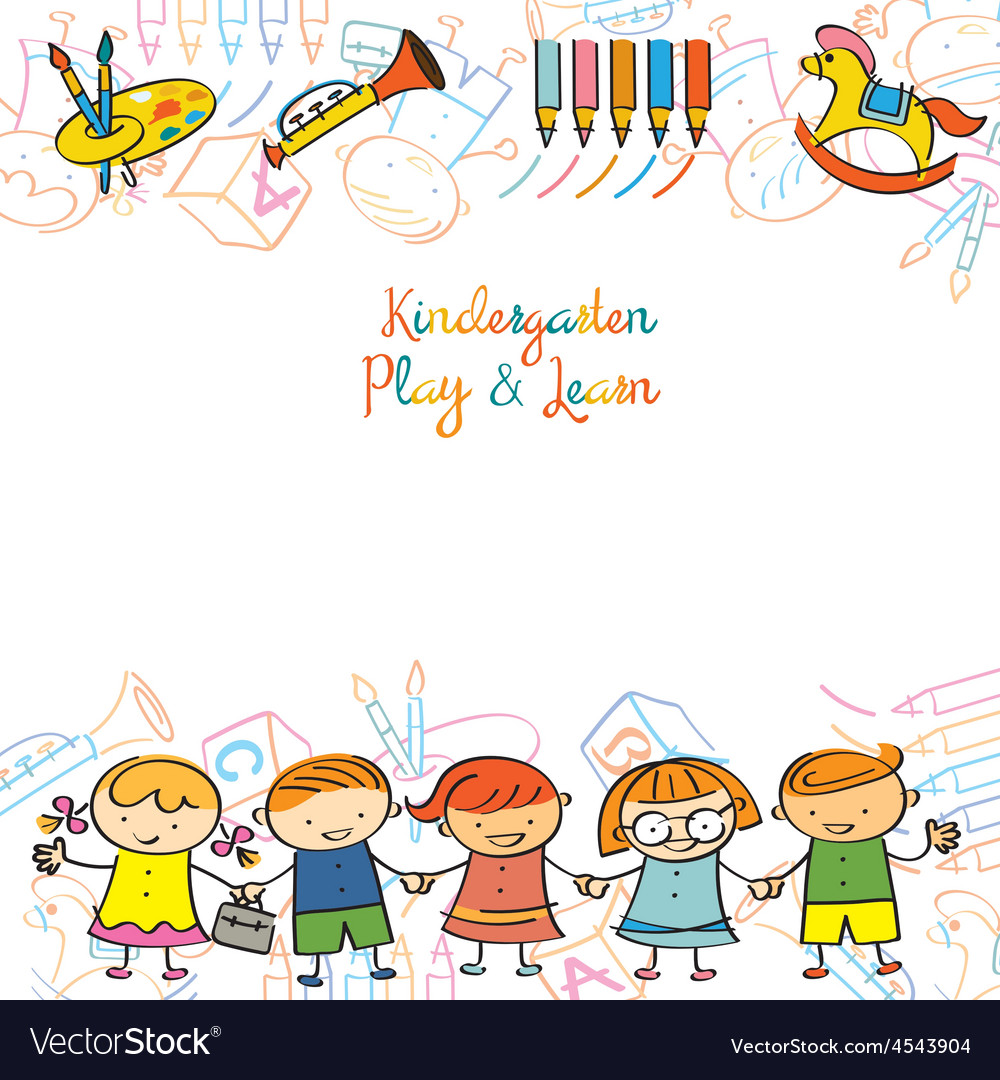 A
Kindergarten
Play & Learn
C
B
A
VectorStock®
VectorStock.com/4543904